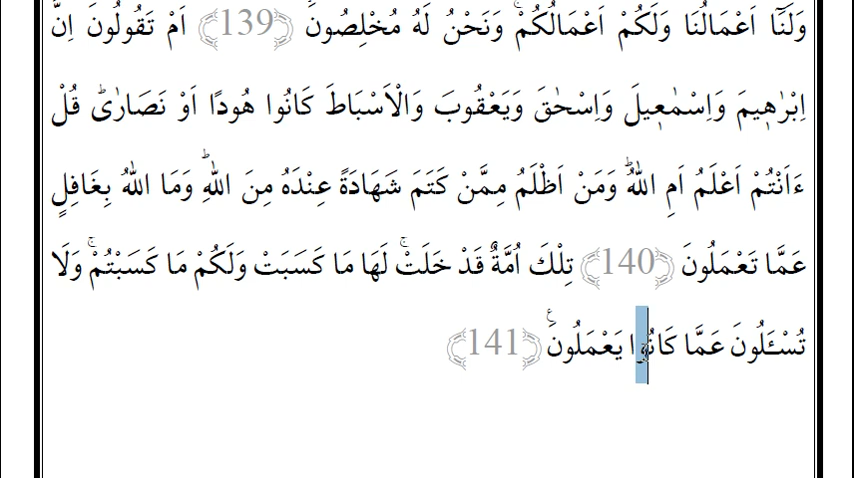 وَلَنَٓا اَعْمَالُنَا وَلَكُمْ اَعْمَالُكُمْۚ وَنَحْنُ لَهُ مُخْلِصُونَۙ ﴿139﴾ اَمْ تَقُولُونَ اِنَّ
اِبْرٰه۪يمَ وَاِسْمٰع۪يلَ وَاِسْحٰقَ وَيَعْقُوبَ وَالْاَسْبَاطَ كَانُوا هُودًا اَوْ نَصَارٰىۜ قُلْ
ءَاَنْتُمْ اَعْلَمُ اَمِ اللّٰهُۜ وَمَنْ اَظْلَمُ مِمَّنْ كَتَمَ شَهَادَةً عِنْدَهُ مِنَ اللّٰهِۜ وَمَا اللّٰهُ بِغَافِلٍ
عَمَّا تَعْمَلُونَ ﴿140﴾ تِلْكَ اُمَّةٌ قَدْ خَلَتْۚ لَهَا مَا كَسَبَتْ وَلَكُمْ مَا كَسَبْتُمْۚ وَلَا
تُسْـَٔلُونَ عَمَّا كَانُوا يَعْمَلُونَ۟ ﴿141﴾